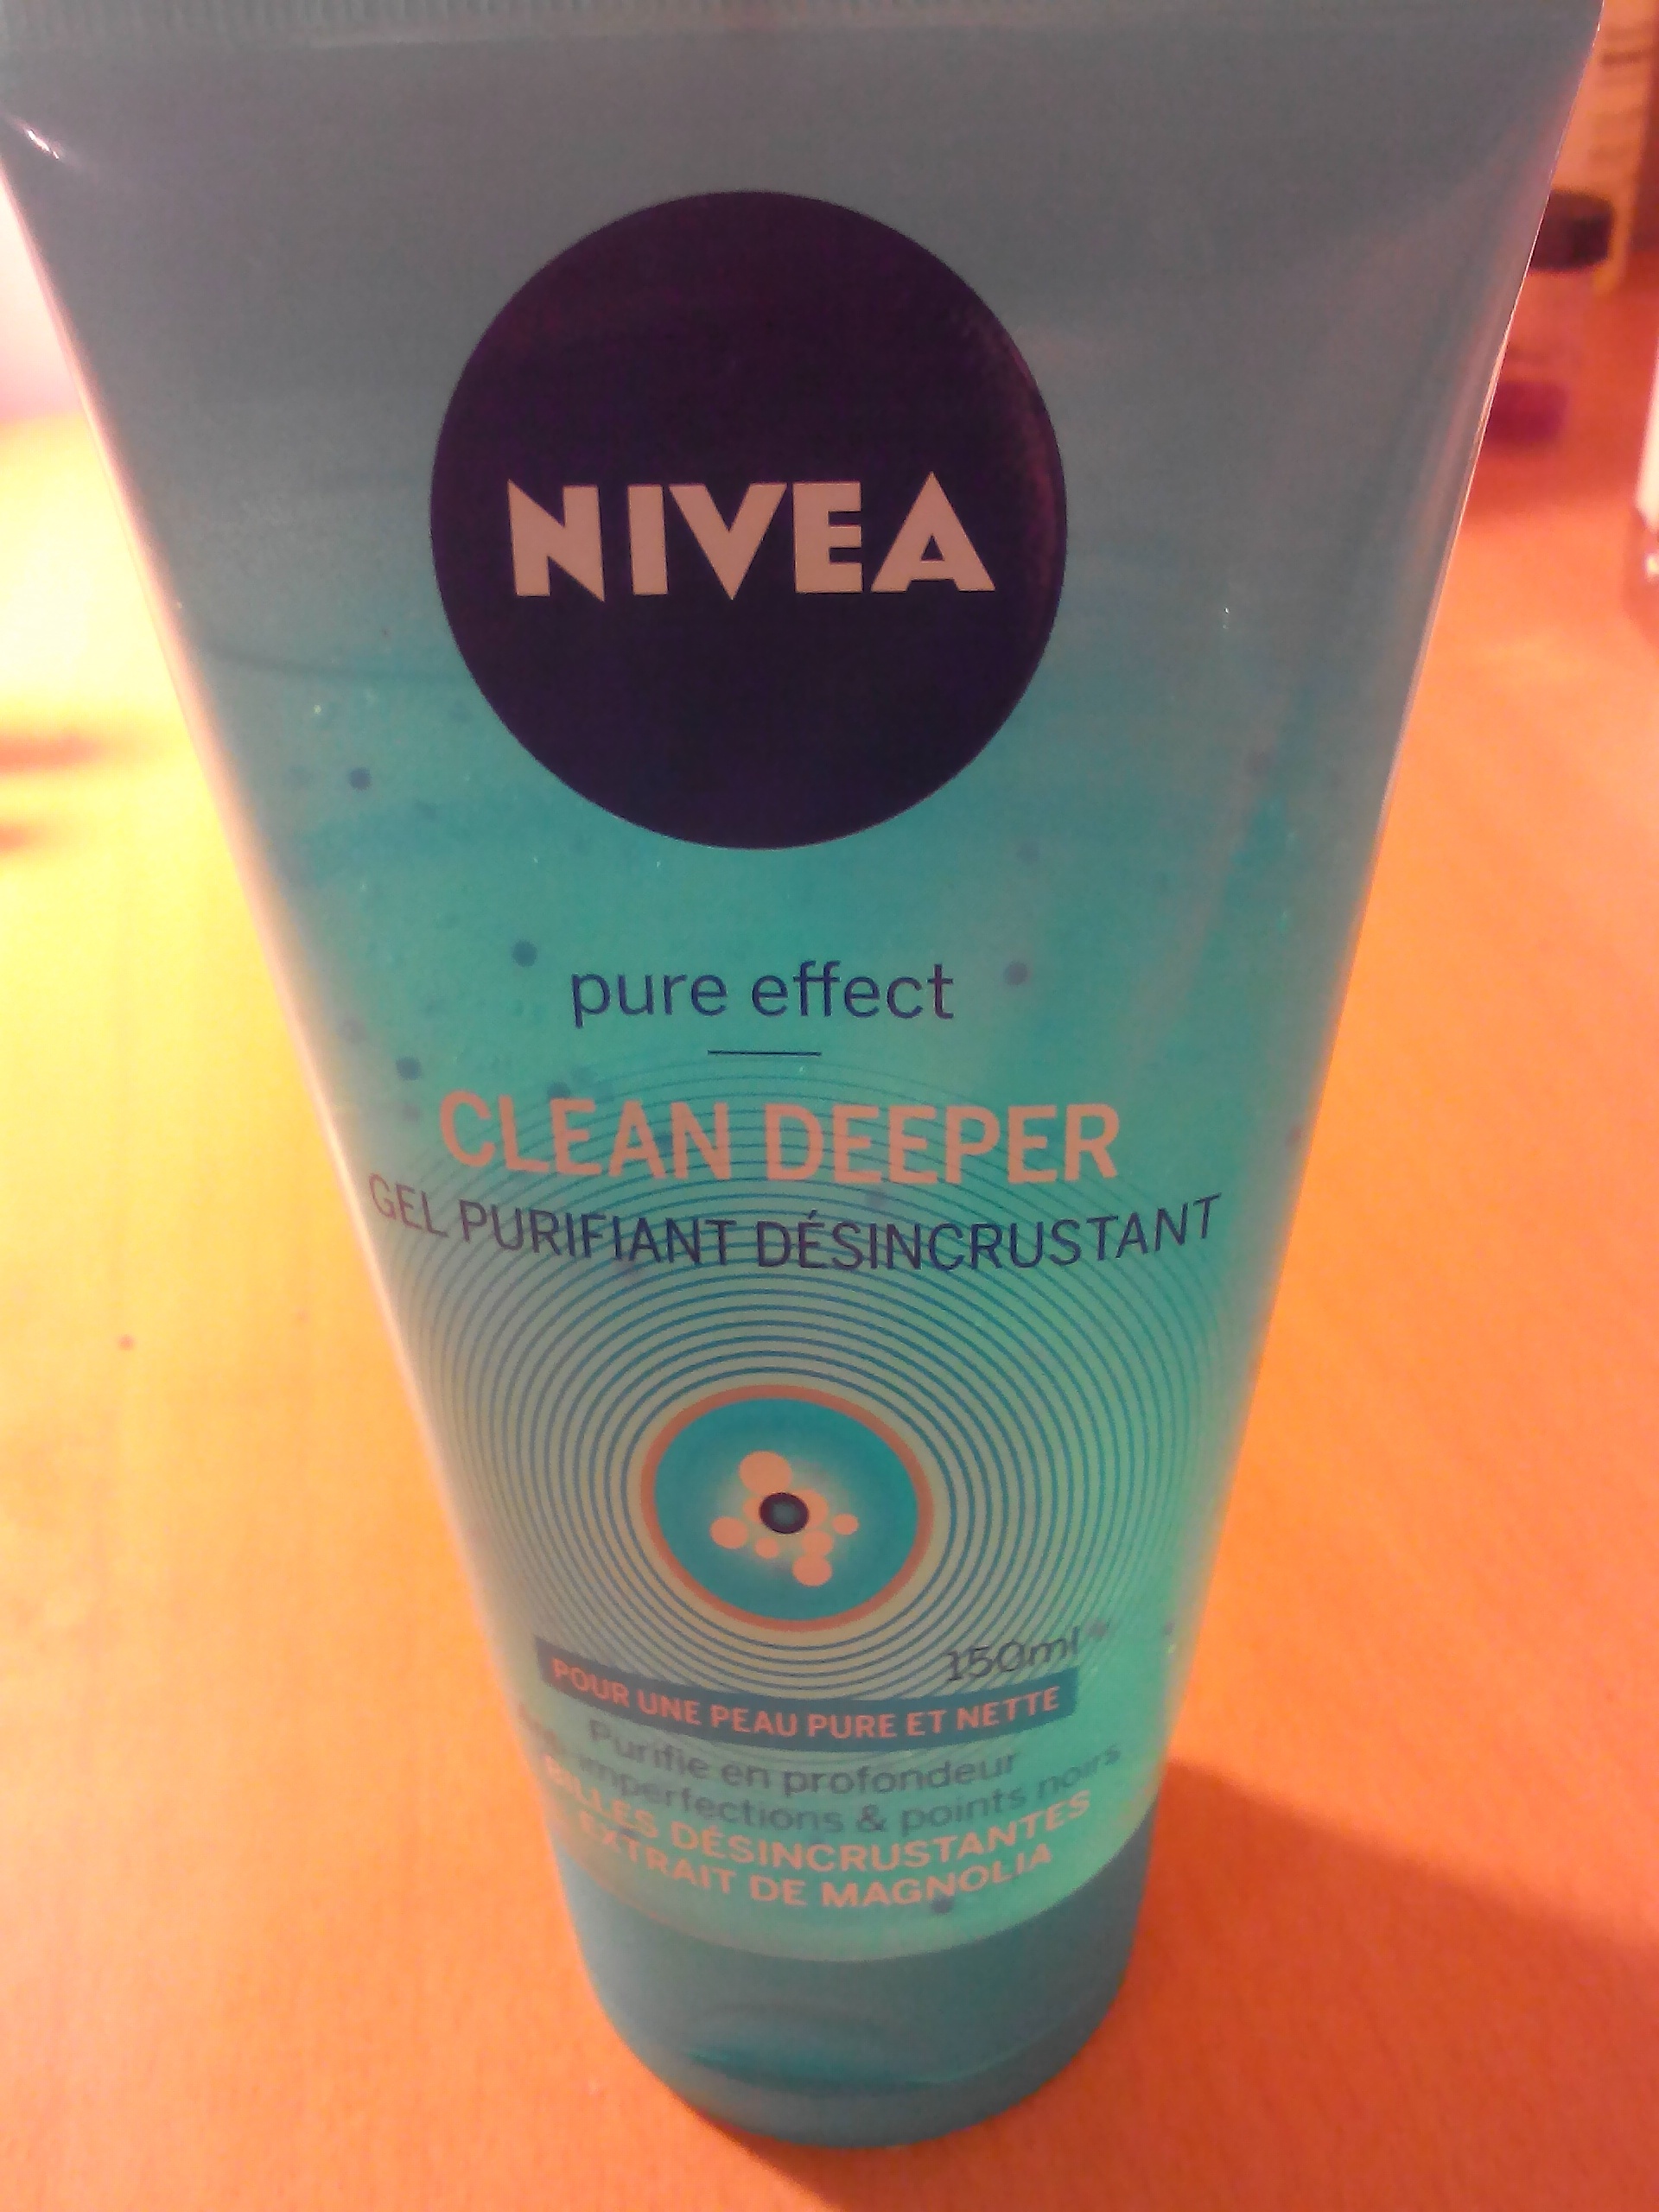 NIVEA
pure effect
CLEAN DEEPER
GEL PURIFIANT DÉSINCRUSTANT
150ml
POUR UNE PEAU PURE ET NETTE
Purifie en profondeur
imperfections & points noirs
BILLES DÉSINCRUSTANTES
EXTRAIT DE MAGNOLIA